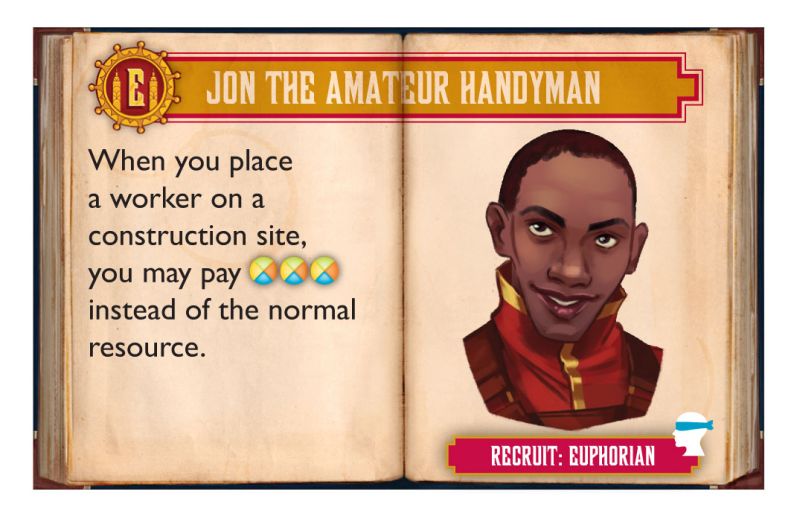 E
JON THE AMATEUR HANDYMAN
When you place
a worker on a
construction site,
you may pay
instead of the normal
resource.
RECRUIT: EUPHORIAN